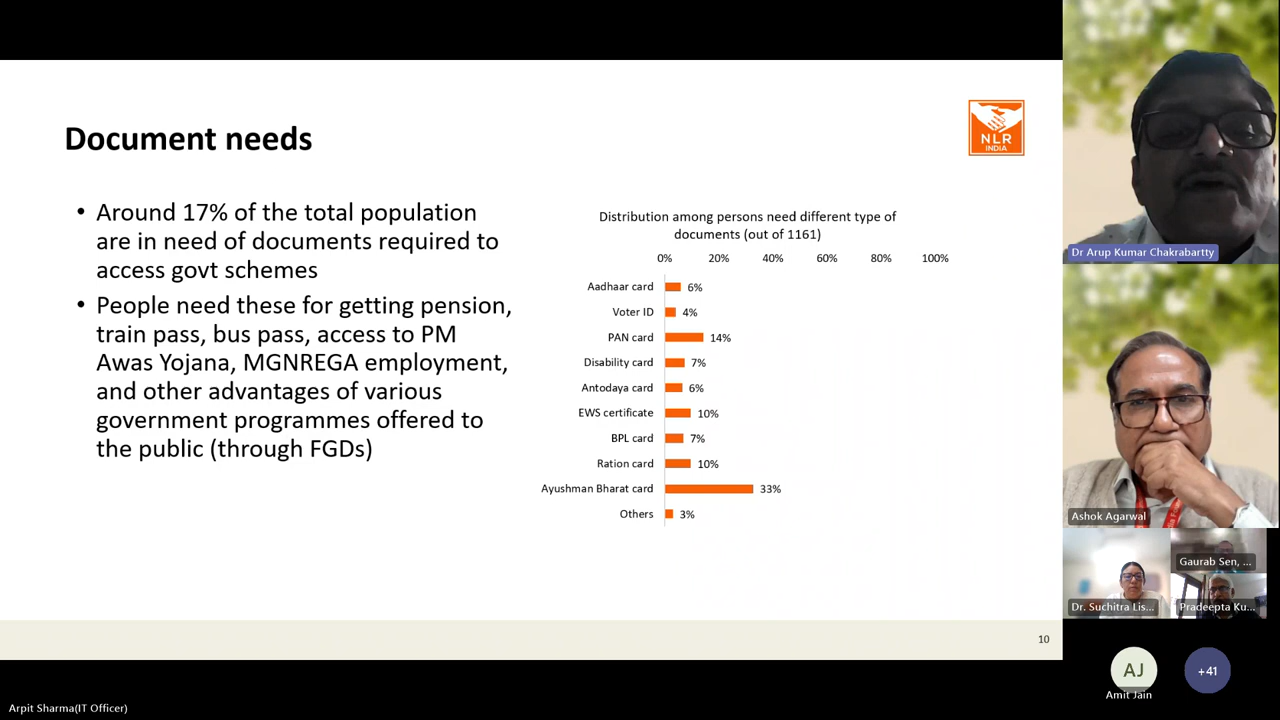 Document needs
NLR
INDIA
• Around 17% of the total population
are in need of documents required to
access govt schemes
• People need these for getting pension,
train pass, bus pass, access to PM
Awas Yojana, MGNREGA employment,
and other advantages of various
government programmes offered to
the public (through FGDs)
Distribution among persons need different type of
documents (out of 1161)
0% 20% 40% 60% 80% 100%
Aadhaar card 6%
Voter ID 4%
PAN card 14%
Disability card 7%
Antodaya card 6%
EWS certificate 10%
BPL card 7%
Ration card 10%
Ayushman Bharat card 33%
Others 3%
10
Dr Arup Kumar Chakrabartty
Ashok Agarwal
Gaurab Sen, ...
Dr. Suchitra Lis...
Pradeepta Ku...
AJ
+41
Amit Jain
Arpit Sharma(IT Officer)